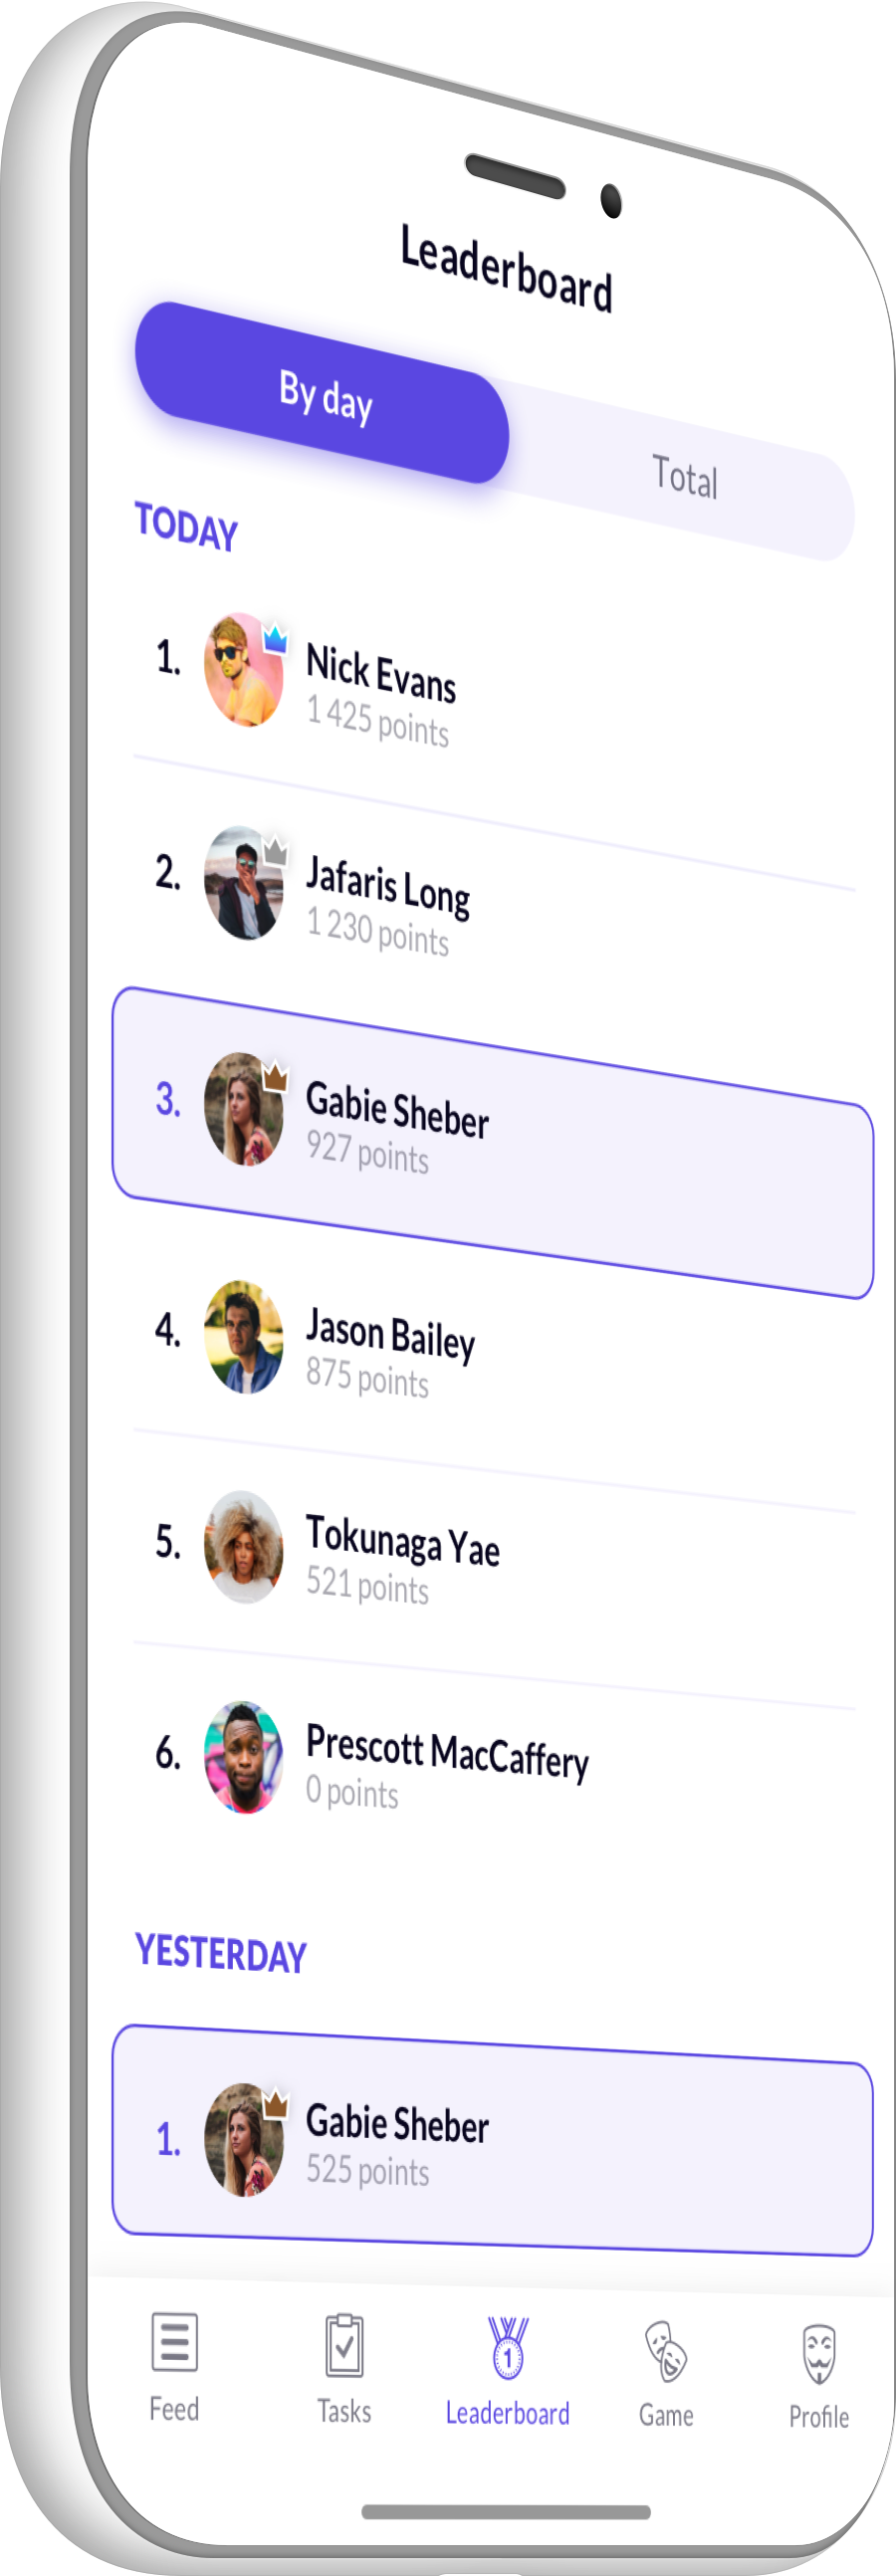 Leaderboard
By day
Total
TODAY
1.
Nick Evans
1 425 points
2.
Jafaris Long
1 230 points
3.
Gabie Sheber
927 points
4.
Jason Bailey
875 points
5.
Tokunaga Yae
521 points
6.
Prescott MacCaffery
0 points
YESTERDAY
1.
Gabie Sheber
525 points
1
Feed
Tasks
Leaderboard
Game
Profile